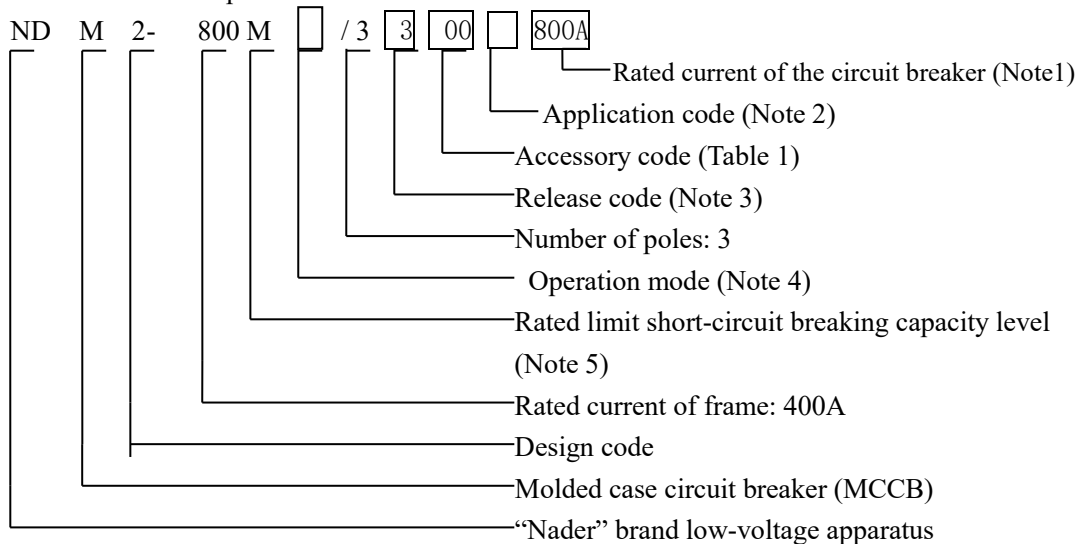 ND M 2- 800 M / 3 3 00 800A
Rated current of the circuit breaker (Note1)
Application code (Note 2)
Accessory code (Table 1)
Release code (Note 3)
Number of poles: 3
Operation mode (Note 4)
Rated limit short-circuit breaking capacity level
(Note 5)
Rated current of frame: 400A
Design code
Molded case circuit breaker (MCCB)
“Nader” brand low-voltage apparatus